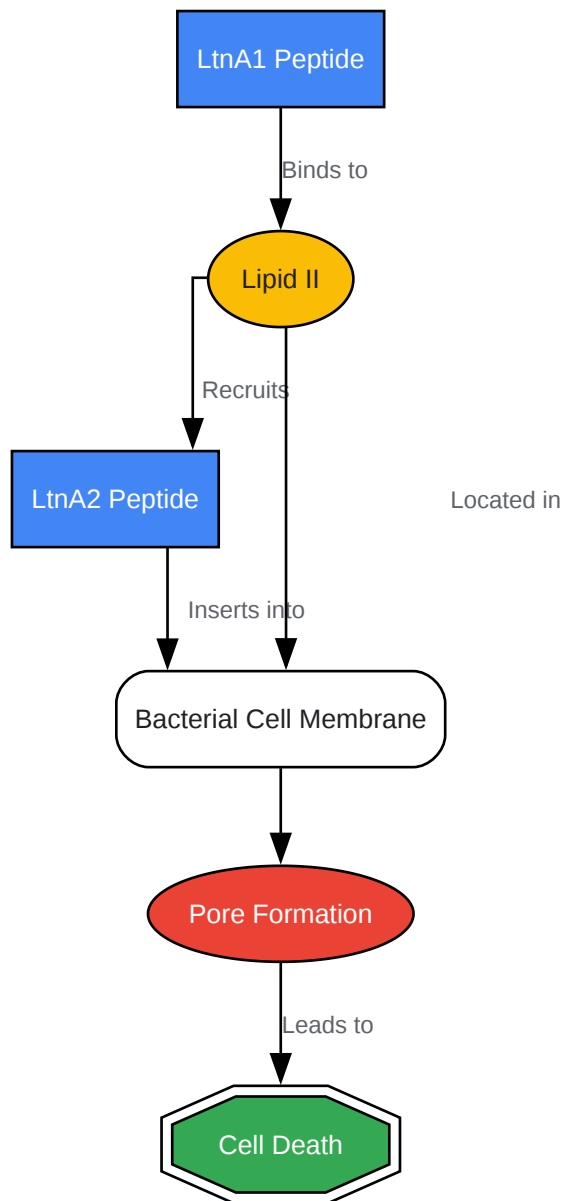 LtnA1 Peptide
Binds to
Lipid II
Recruits
LtnA2 Peptide
Located in
Inserts into
Bacterial Cell Membrane
Pore Formation
Leads to
Cell Death